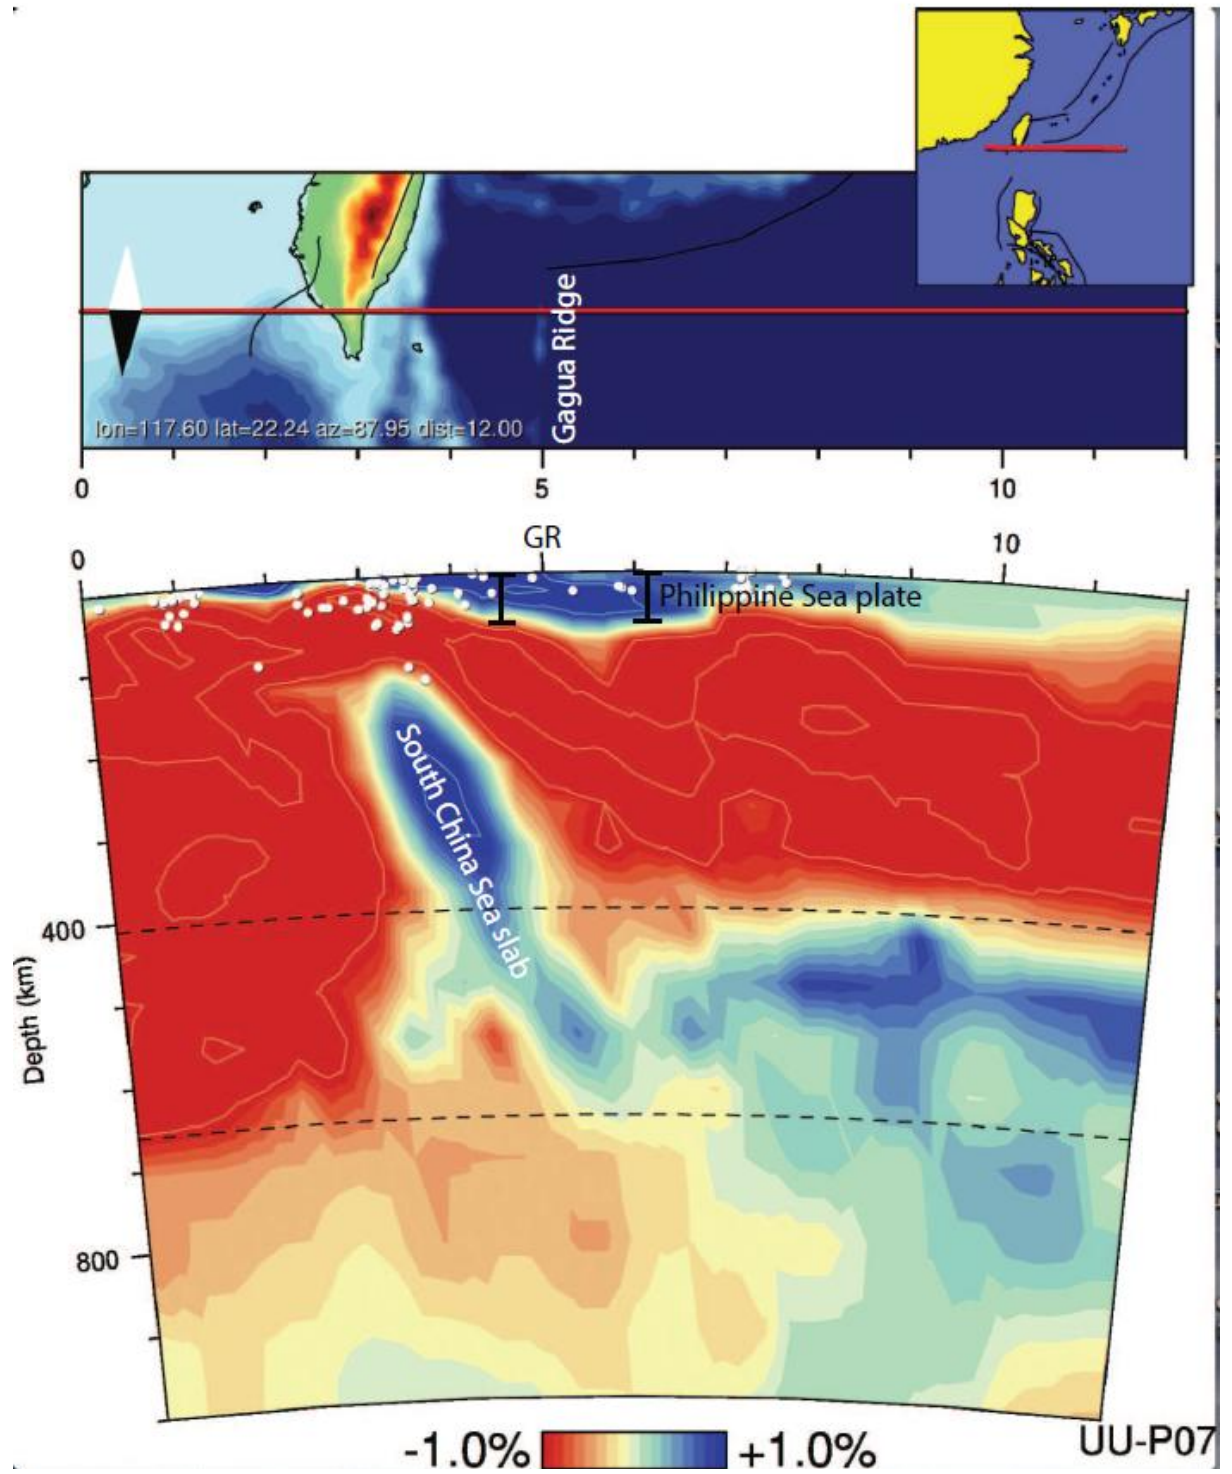 Gagua Ridge
lon=117.60 lat=22.24 az=87.95 dist=12.00
0 5 10
GR
0 10
Philippine Sea plate
South China Sea slab
400
Depth (km)
800
-1.0% +1.0%
UU-P07